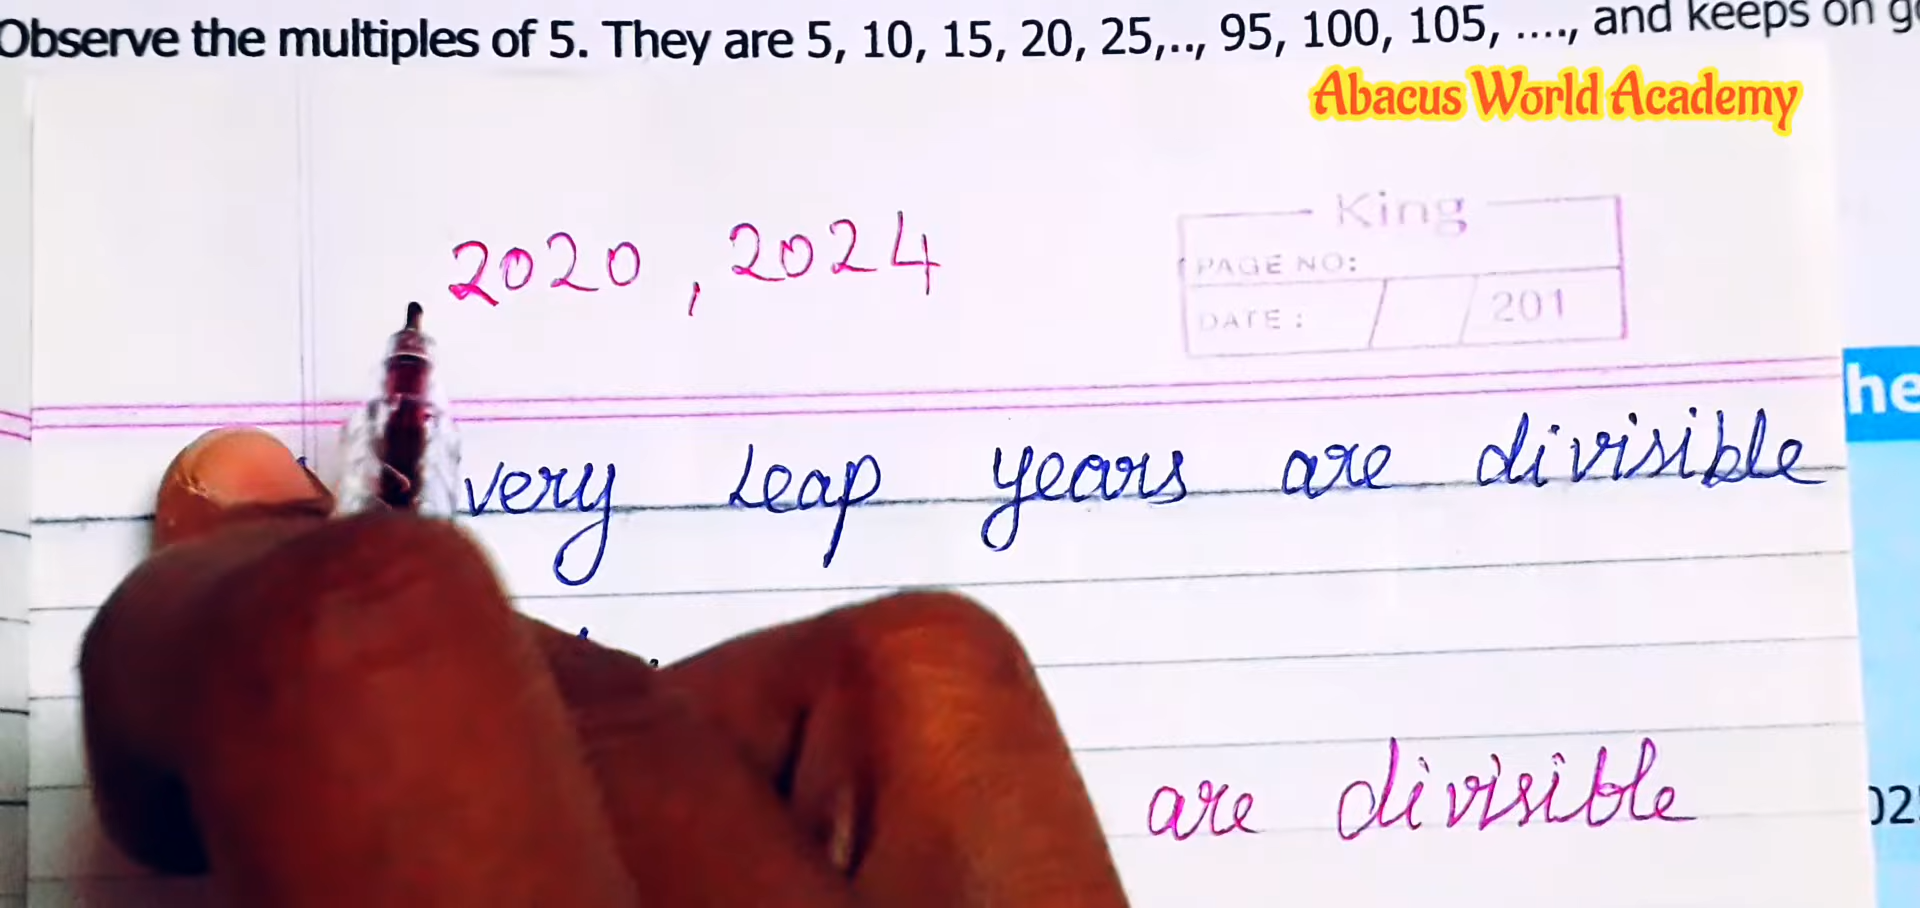 Observe the multiples of 5. They are 5, 10, 15, 20, 25,.., 95, 100, 105, ...., and keeps on
Abacus World Academy
King
PAGE NO:
DATE : / / 201
2020 , 2024
he
very Leap years are divisible
are divisible
02